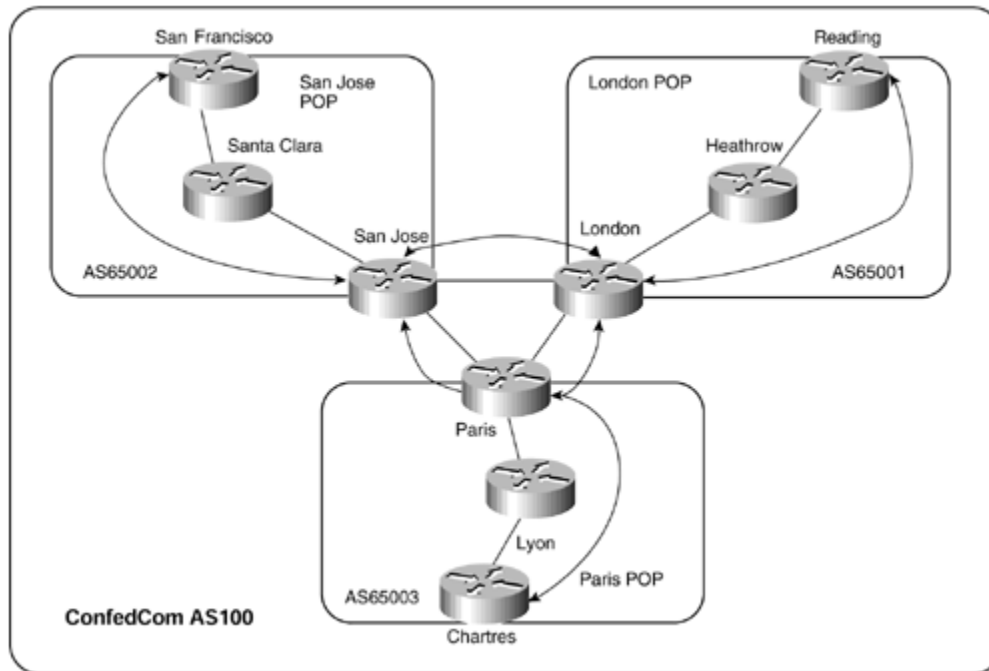 San Francisco
San Jose
POP
Santa Clara
San Jose
AS65002
Reading
London POP
Heathrow
London
AS65001
Paris
Lyon
AS65003
Paris POP
Chartres
ConfedCom AS100